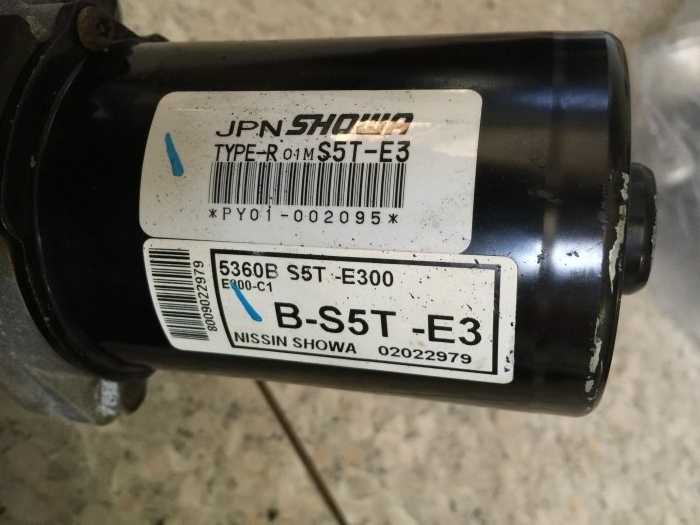 JPN SHOWA
TYPE-R 01M S5T-E3
*PY01-002095*
8009022979
5360B S5T -E300
E300-C1
B-S5T -E3
NISSIN SHOWA 02022979